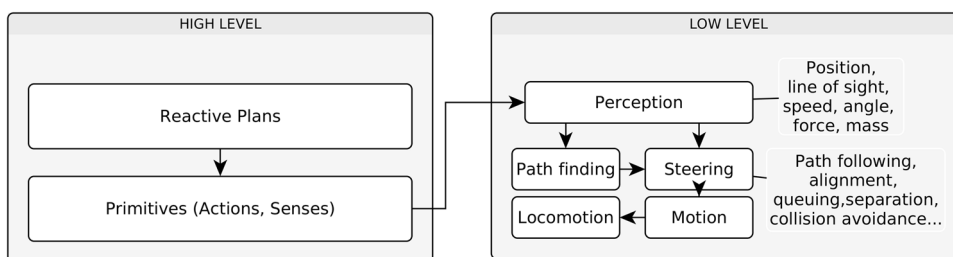 HIGH LEVEL
Reactive Plans
Primitives (Actions, Senses)
LOW LEVEL
Perception
Position,
line of sight,
speed, angle,
force, mass
Path finding
Steering
Path following,
alignment,
queuing,separation,
collision avoidance...
Locomotion
Motion